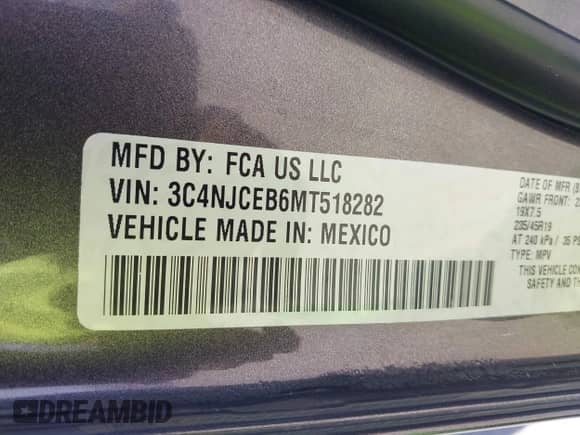 MFD BY: FCA US LLC
VIN: 3C4NJCEB6MT518282
VEHICLE MADE IN: MEXICO
DATE OF MFR
GAWR FRONT:
19X7.5
235/45R19
AT 240 kPa / 35
TYPE: MPV
THIS VEHICLE
SAFETY AND
DREAMBID